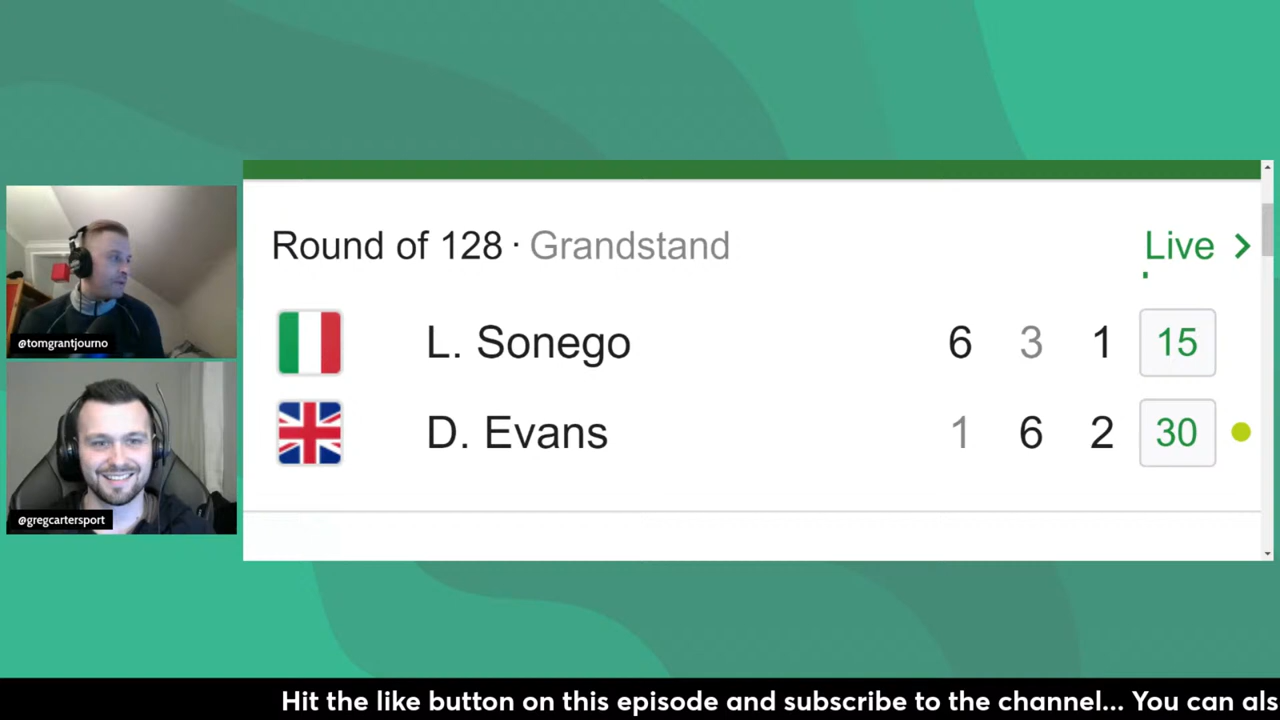 Round of 128 · Grandstand
Live
L. Sonego 6 3 1 15
D. Evans 1 6 2 30
@tomgrantjourno
@gregcartersport
Hit the like button on this episode and subscribe to the channel... You can als